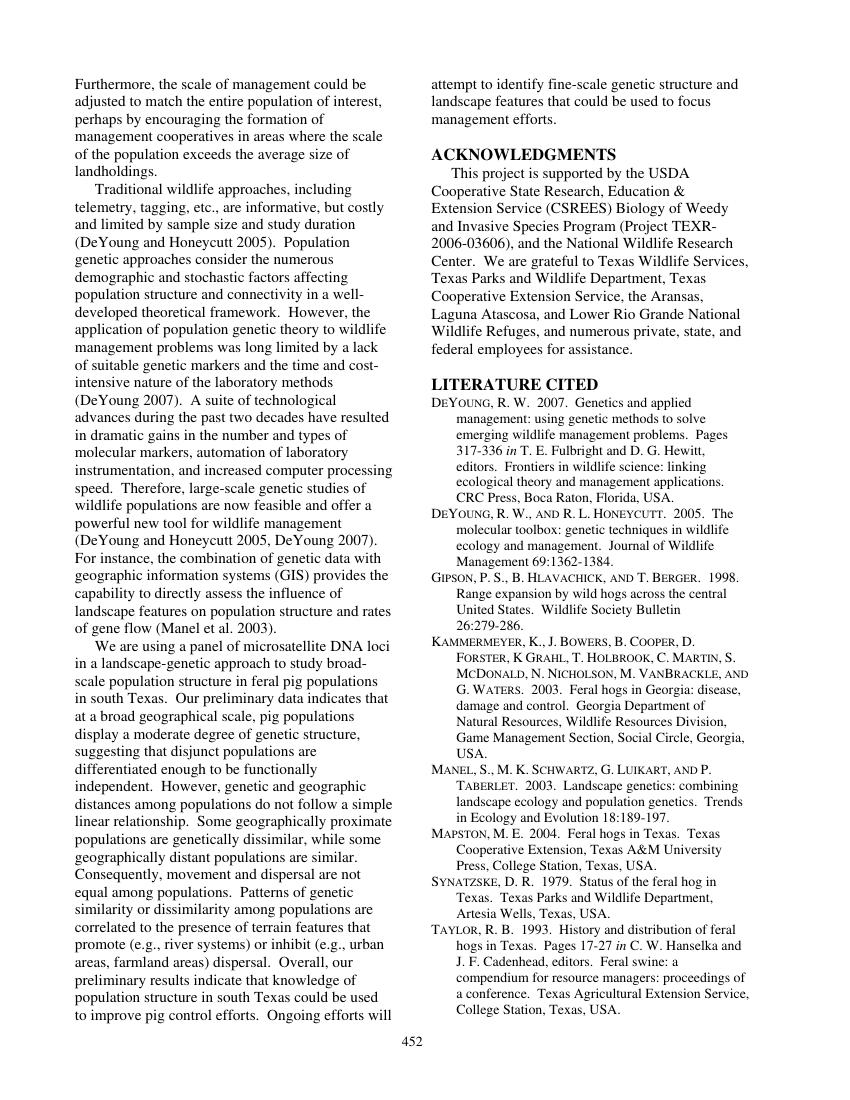 Furthermore, the scale of management could be
adjusted to match the entire population of interest,
perhaps by encouraging the formation of
management cooperatives in areas where the scale
of the population exceeds the average size of
landholdings.
Traditional wildlife approaches, including
telemetry, tagging, etc., are informative, but costly
and limited by sample size and study duration
(DeYoung and Honeycutt 2005).  Population
genetic approaches consider the numerous
demographic and stochastic factors affecting
population structure and connectivity in a well-
developed theoretical framework.  However, the
application of population genetic theory to wildlife
management problems was long limited by a lack
of suitable genetic markers and the time and cost-
intensive nature of the laboratory methods
(DeYoung 2007).  A suite of technological
advances during the past two decades have resulted
in dramatic gains in the number and types of
molecular markers, automation of laboratory
instrumentation, and increased computer processing
speed.  Therefore, large-scale genetic studies of
wildlife populations are now feasible and offer a
powerful new tool for wildlife management
(DeYoung and Honeycutt 2005, DeYoung 2007).
For instance, the combination of genetic data with
geographic information systems (GIS) provides the
capability to directly assess the influence of
landscape features on population structure and rates
of gene flow (Manel et al. 2003).
We are using a panel of microsatellite DNA loci
in a landscape-genetic approach to study broad-
scale population structure in feral pig populations
in south Texas.  Our preliminary data indicates that
at a broad geographical scale, pig populations
display a moderate degree of genetic structure,
suggesting that disjunct populations are
differentiated enough to be functionally
independent.  However, genetic and geographic
distances among populations do not follow a simple
linear relationship.  Some geographically proximate
populations are genetically dissimilar, while some
geographically distant populations are similar.
Consequently, movement and dispersal are not
equal among populations.  Patterns of genetic
similarity or dissimilarity among populations are
correlated to the presence of terrain features that
promote (e.g., river systems) or inhibit (e.g., urban
areas, farmland areas) dispersal.  Overall, our
preliminary results indicate that knowledge of
population structure in south Texas could be used
to improve pig control efforts.  Ongoing efforts will
attempt to identify fine-scale genetic structure and
landscape features that could be used to focus
management efforts.
ACKNOWLEDGMENTS
This project is supported by the USDA
Cooperative State Research, Education &
Extension Service (CSREES) Biology of Weedy
and Invasive Species Program (Project TEXR-
2006-03606), and the National Wildlife Research
Center.  We are grateful to Texas Wildlife Services,
Texas Parks and Wildlife Department, Texas
Cooperative Extension Service, the Aransas,
Laguna Atascosa, and Lower Rio Grande National
Wildlife Refuges, and numerous private, state, and
federal employees for assistance.
LITERATURE CITED
DEYOUNG, R. W.  2007.  Genetics and applied
management: using genetic methods to solve
emerging wildlife management problems.  Pages
317-336 in T. E. Fulbright and D. G. Hewitt,
editors.  Frontiers in wildlife science: linking
ecological theory and management applications.
CRC Press, Boca Raton, Florida, USA.
DEYOUNG, R. W., AND R. L. HONEYCUTT.  2005.  The
molecular toolbox: genetic techniques in wildlife
ecology and management.  Journal of Wildlife
Management 69:1362-1384.
GIPSON, P. S., B. HLAVACHICK, AND T. BERGER.  1998.
Range expansion by wild hogs across the central
United States.  Wildlife Society Bulletin
26:279-286.
KAMMERMEYER, K., J. BOWERS, B. COOPER, D.
FORSTER, K GRAHL, T. HOLBROOK, C. MARTIN, S.
MCDONALD, N. NICHOLSON, M. VANBRACKLE, AND
G. WATERS.  2003.  Feral hogs in Georgia: disease,
damage and control.  Georgia Department of
Natural Resources, Wildlife Resources Division,
Game Management Section, Social Circle, Georgia,
USA.
MANEL, S., M. K. SCHWARTZ, G. LUIKART, AND P.
TABERLET.  2003.  Landscape genetics: combining
landscape ecology and population genetics.  Trends
in Ecology and Evolution 18:189-197.
MAPSTON, M. E.  2004.  Feral hogs in Texas.  Texas
Cooperative Extension, Texas A&M University
Press, College Station, Texas, USA.
SYNATZSKE, D. R.  1979.  Status of the feral hog in
Texas.  Texas Parks and Wildlife Department,
Artesia Wells, Texas, USA.
TAYLOR, R. B.  1993.  History and distribution of feral
hogs in Texas.  Pages 17-27 in C. W. Hanselka and
J. F. Cadenhead, editors.  Feral swine: a
compendium for resource managers: proceedings of
a conference.  Texas Agricultural Extension Service,
College Station, Texas, USA.
452